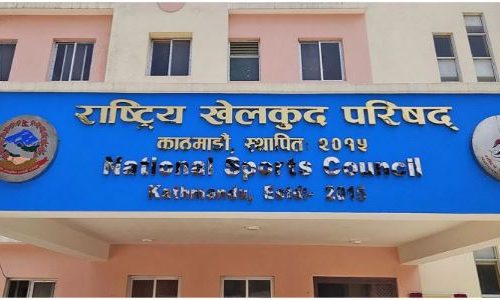 राष्ट्रिय खेलकुद परिषद्
काठमाडौं, स्थापित २०१५
National Sports Council
Kathmandu, Estd- 2015